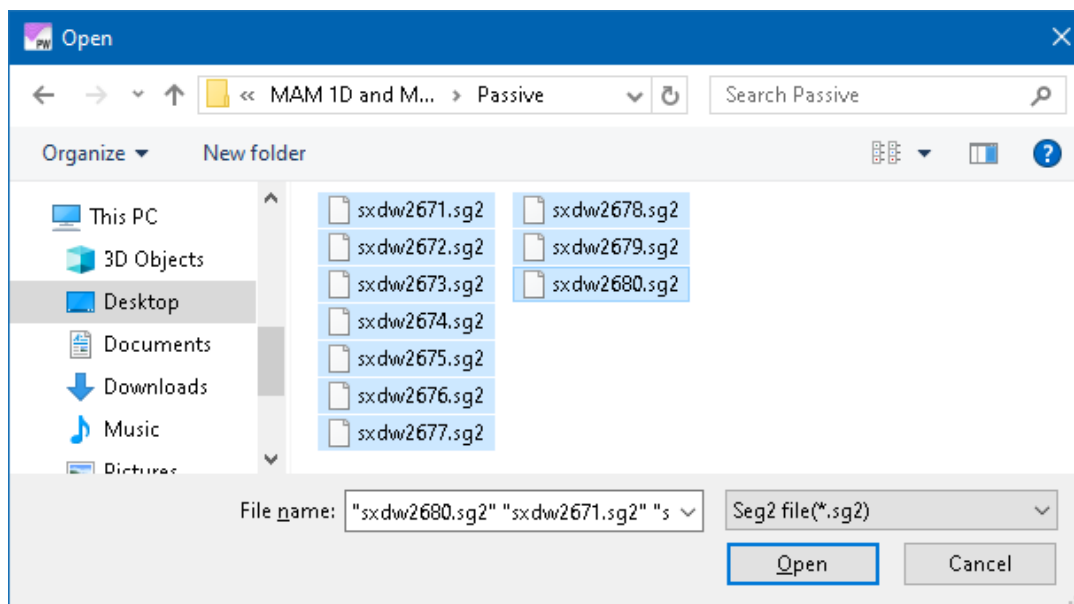 PW Open
« MAM 1D and M... > Passive
Search Passive
Organize
New folder
This PC
3D Objects
Desktop
Documents
Downloads
Music
Pictures
sxdw2671.sg2
sxdw2672.sg2
sxdw2673.sg2
sxdw2674.sg2
sxdw2675.sg2
sxdw2676.sg2
sxdw2677.sg2
sxdw2678.sg2
sxdw2679.sg2
sxdw2680.sg2
File name: "sxdw2680.sg2" "sxdw2671.sg2" "s
Seg2 file(*.sg2)
Open
Cancel